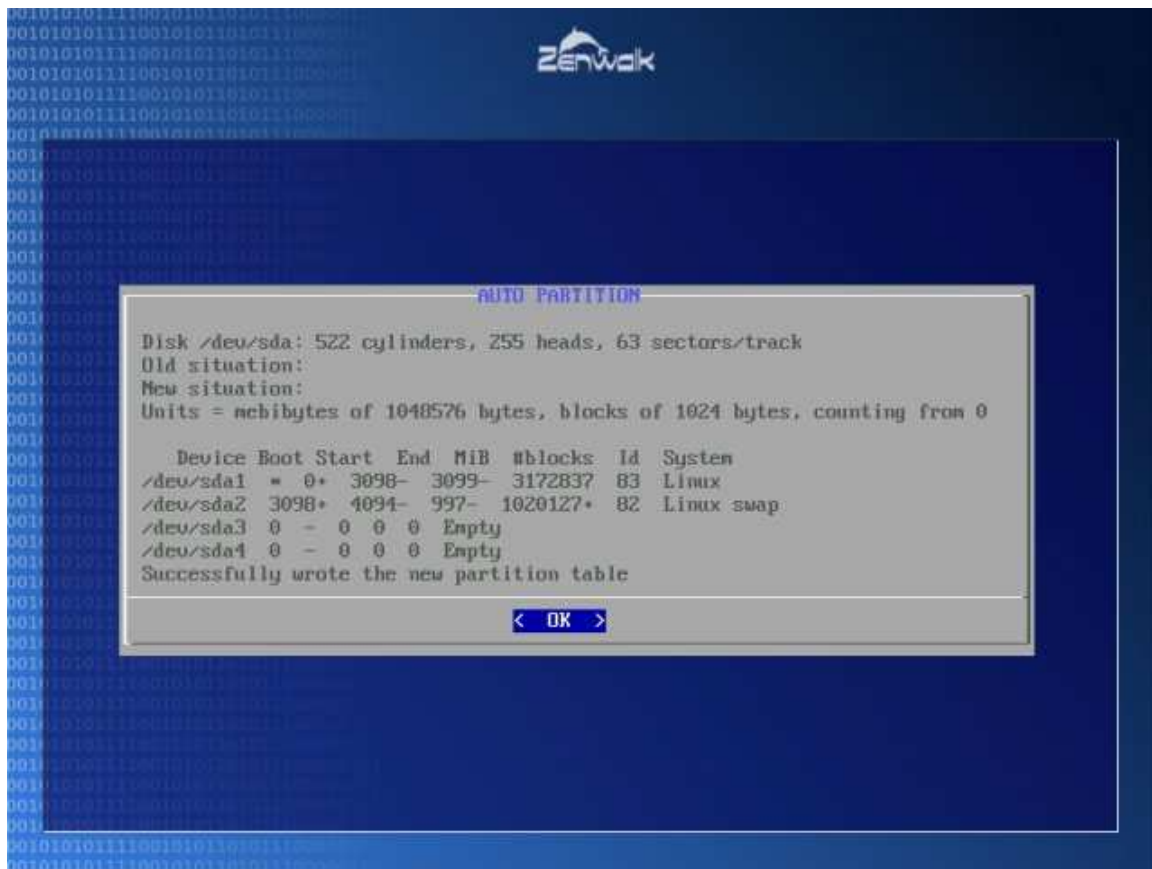 Zenwalk
AUTO PARTITION
Disk /dev/sda: 522 cylinders, 255 heads, 63 sectors/track
Old situation:
New situation:
Units = mebibytes of 1048576 bytes, blocks of 1024 bytes, counting from 0
Device Boot Start End MiB #blocks Id System
/dev/sda1 * 0+ 3098- 3099- 3172837 83 Linux
/dev/sda2 3098+ 4094- 997- 1020127+ 82 Linux swap
/dev/sda3 0 - 0 0 0 Empty
/dev/sda4 0 - 0 0 0 Empty
Successfully wrote the new partition table
< OK >